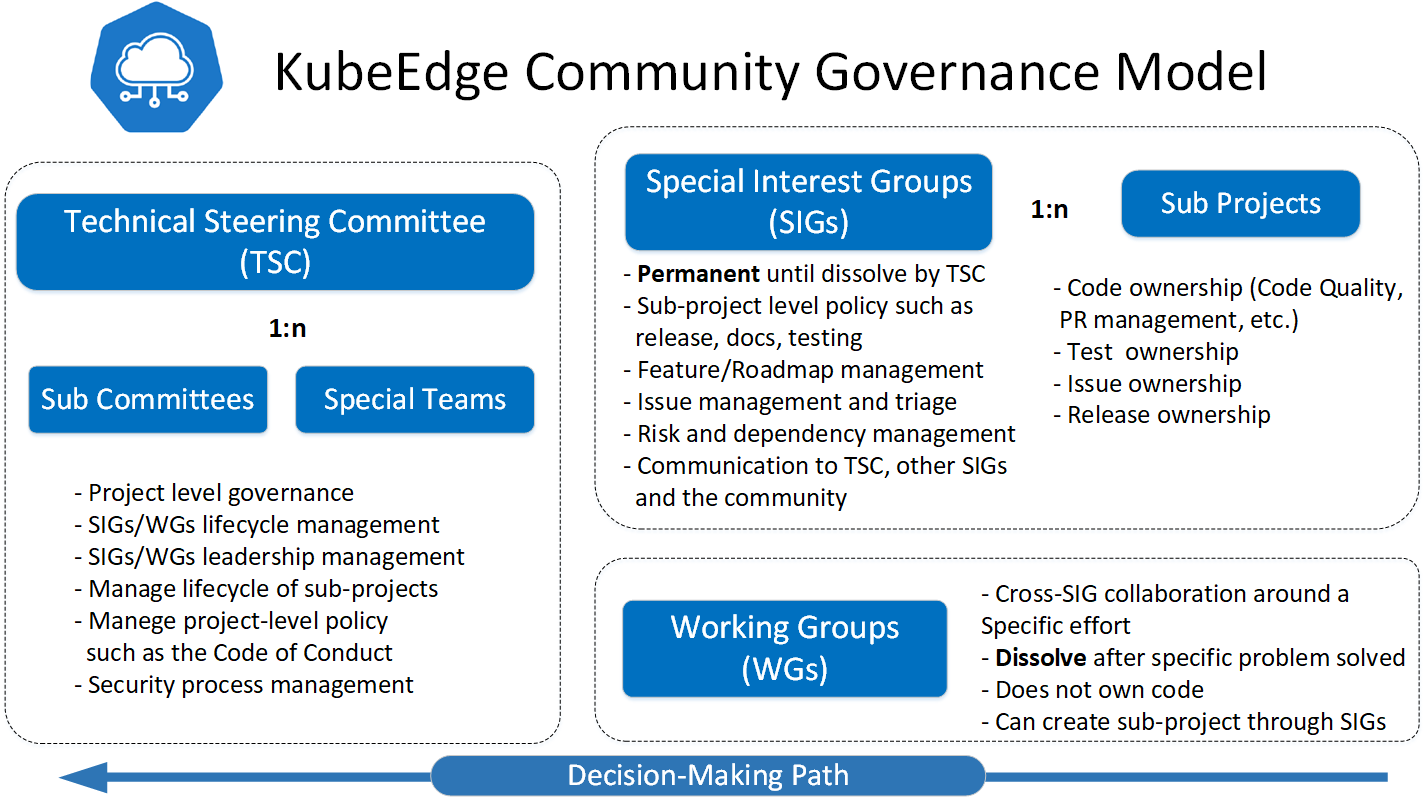 KubeEdge Community Governance Model
Technical Steering Committee
(TSC)
1:n
Sub Committees
Special Teams
- Project level governance
- SIGs/WGs lifecycle management
- SIGs/WGs leadership management
- Manage lifecycle of sub-projects
- Manege project-level policy
such as the Code of Conduct
- Security process management
Special Interest Groups
(SIGs)
1:n
Sub Projects
- Permanent until dissolve by TSC
- Sub-project level policy such as
release, docs, testing
- Feature/Roadmap management
- Issue management and triage
- Risk and dependency management
- Communication to TSC, other SIGs
and the community
- Code ownership (Code Quality,
PR management, etc.)
- Test ownership
- Issue ownership
- Release ownership
Working Groups
(WGs)
- Cross-SIG collaboration around a
Specific effort
- Dissolve after specific problem solved
- Does not own code
- Can create sub-project through SIGs
Decision-Making Path